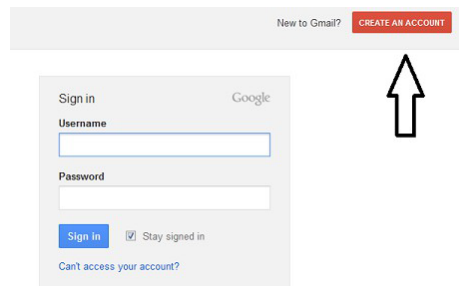 New to Gmail? CREATE AN ACCOUNT
Sign in Google
Username
Password
Sign in Stay signed in
Can't access your account?